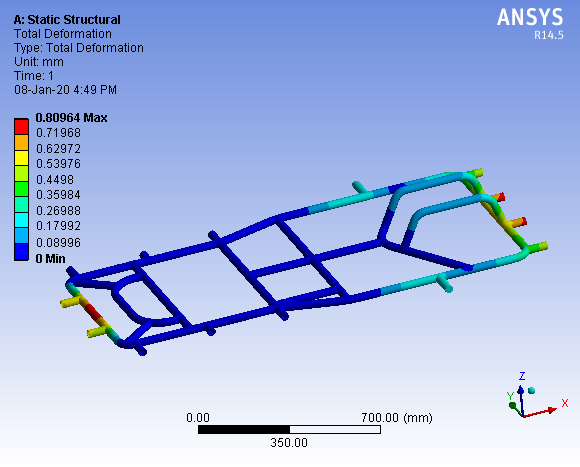 A: Static Structural
Total Deformation
Type: Total Deformation
Unit: mm
Time: 1
08-Jan-20 4:49 PM
ANSYS
R14.5
0.80964 Max
0.71968
0.62972
0.53976
0.4498
0.35984
0.26988
0.17992
0.08996
0 Min
0.00
700.00 (mm)
350.00
Z
Y
X